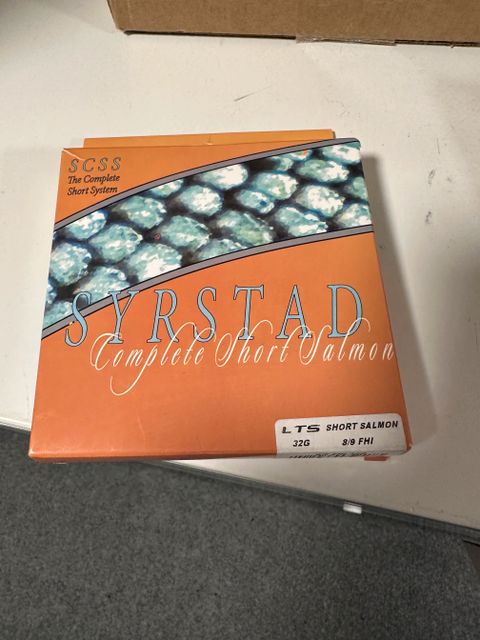 SCSS
The Complete
Short System
SYRSTAD
Complete Short Salmon
LTS SHORT SALMON
32G 8/9 FHI